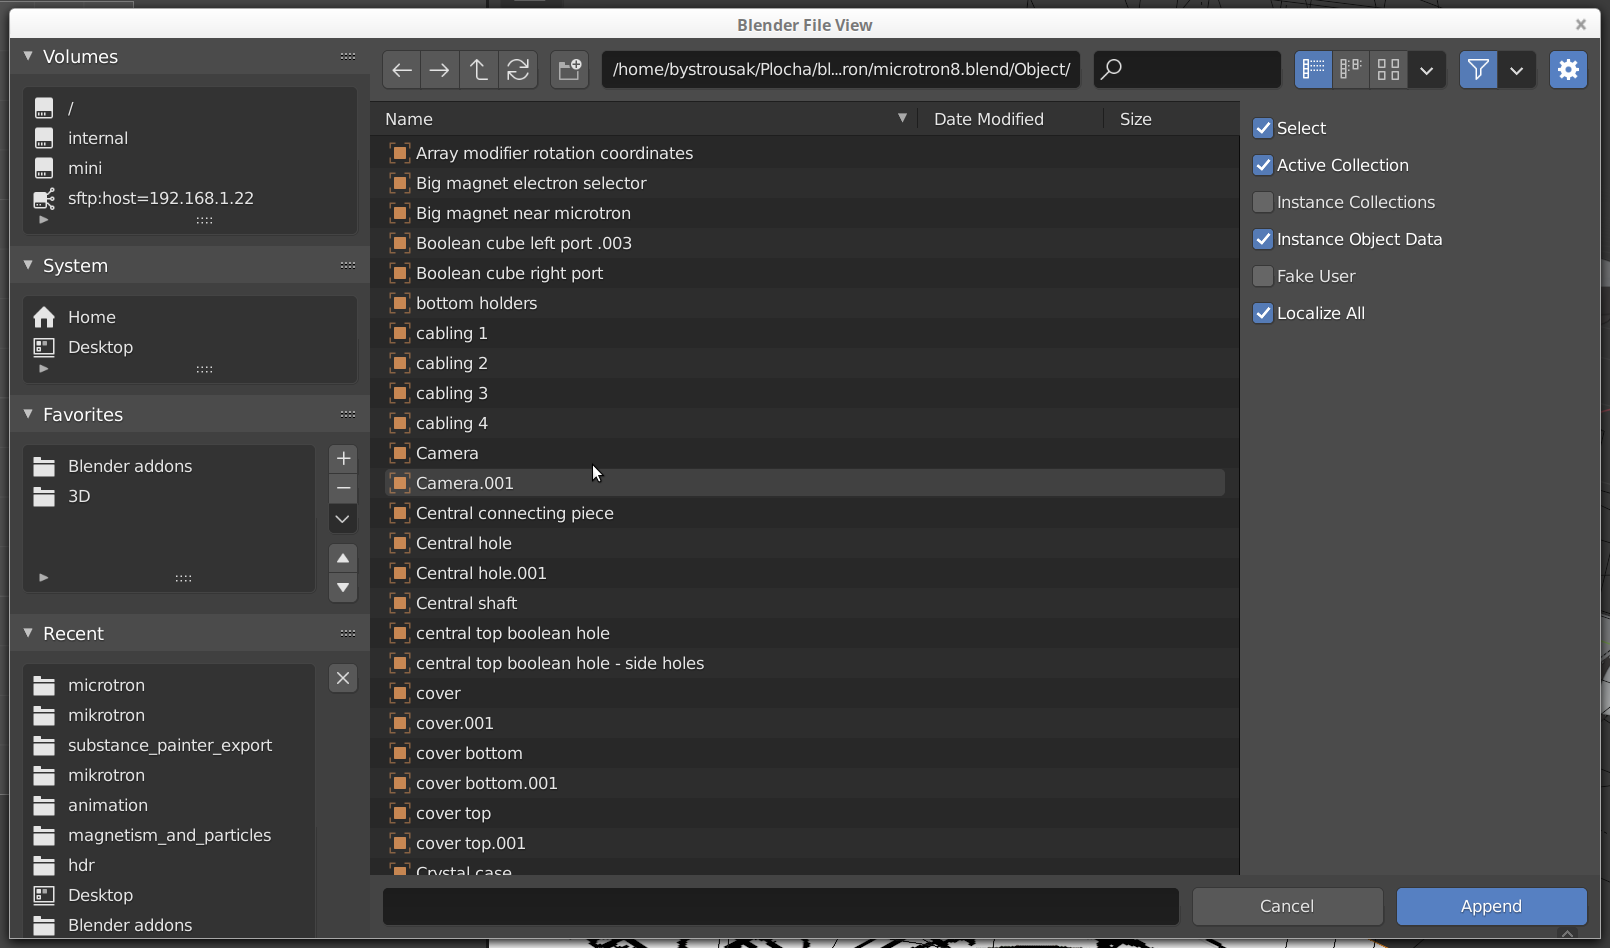 Blender File View
Volumes
/
internal
mini
sftp:host=192.168.1.22
System
Home
Desktop
Favorites
Blender addons
3D
Recent
microtron
mikrotron
substance_painter_export
mikrotron
animation
magnetism_and_particles
hdr
Desktop
Blender addons
/home/bystrousak/Plocha/bl...ron/microtron8.blend/Object/
Name Date Modified Size
Array modifier rotation coordinates
Big magnet electron selector
Big magnet near microtron
Boolean cube left port .003
Boolean cube right port
bottom holders
cabling 1
cabling 2
cabling 3
cabling 4
Camera
Camera.001
Central connecting piece
Central hole
Central hole.001
Central shaft
central top boolean hole
central top boolean hole - side holes
cover
cover.001
cover bottom
cover bottom.001
cover top
cover top.001
Crystal case
Select
Active Collection
Instance Collections
Instance Object Data
Fake User
Localize All
Cancel
Append